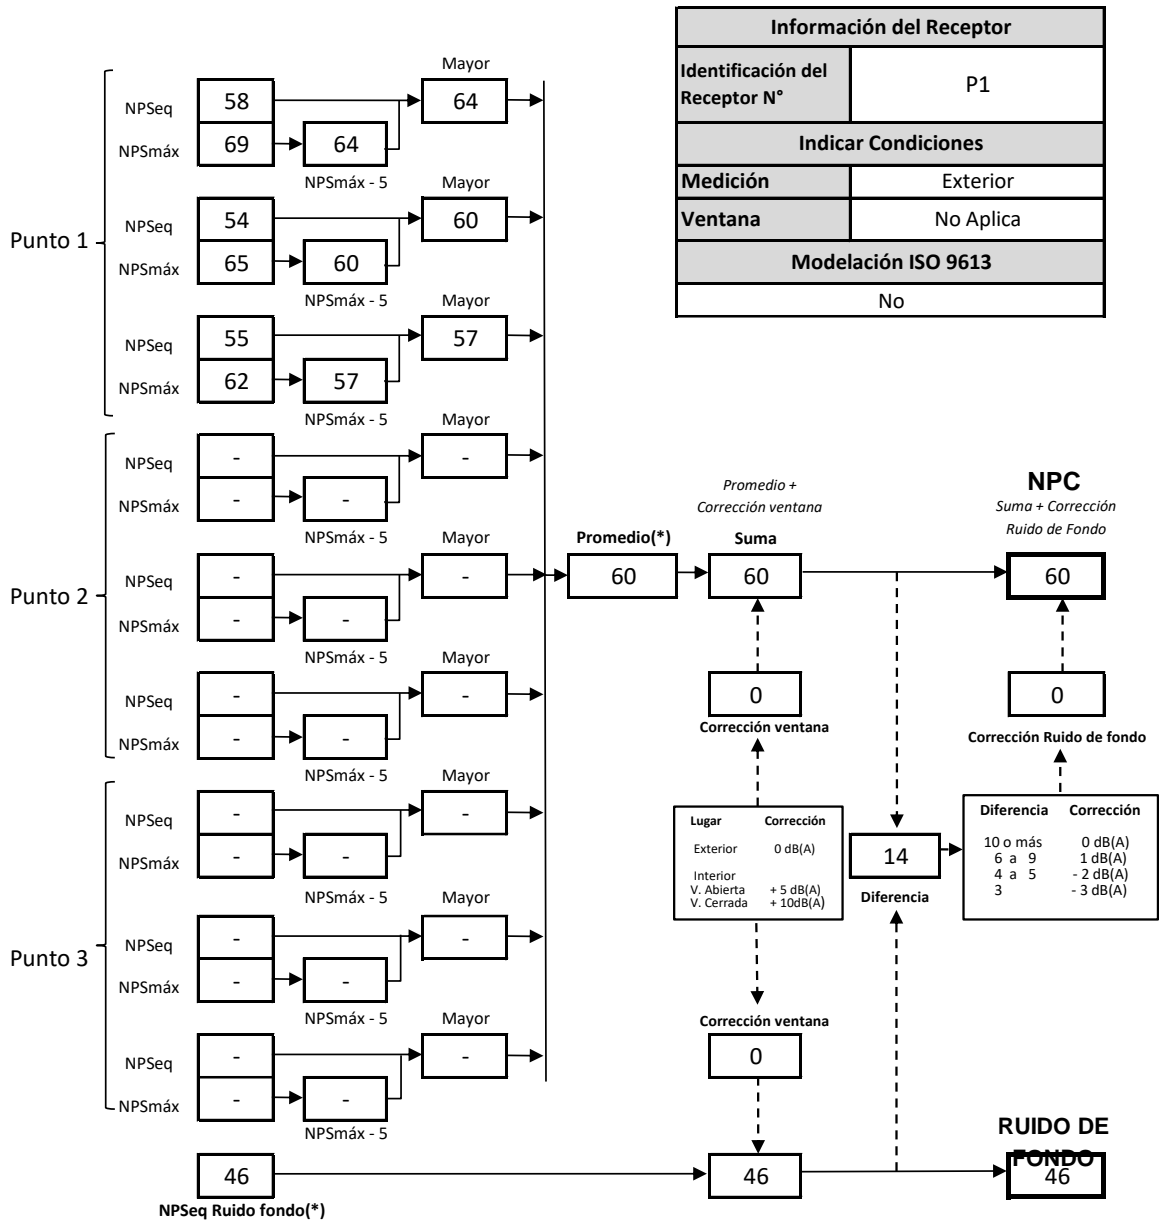 Información del Receptor
Identificación del
Receptor N°
P1
Indicar Condiciones
Medición Exterior
Ventana No Aplica
Modelación ISO 9613
No
Punto 1
Mayor
NPSeq 58 64
NPSmáx 69 64
NPSmáx - 5
Mayor
NPSeq 54 60
NPSmáx 65 60
NPSmáx - 5
Mayor
NPSeq 55 57
NPSmáx 62 57
NPSmáx - 5
Punto 2
Mayor
NPSeq - -
NPSmáx - -
NPSmáx - 5
Mayor
NPSeq - -
NPSmáx - -
NPSmáx - 5
Mayor
NPSeq - -
NPSmáx - -
NPSmáx - 5
Punto 3
Mayor
NPSeq - -
NPSmáx - -
NPSmáx - 5
Mayor
NPSeq - -
NPSmáx - -
NPSmáx - 5
Mayor
NPSeq - -
NPSmáx - -
NPSmáx - 5
Promedio(*)
60
Promedio +
Corrección ventana
Suma
60
0
Corrección ventana
NPC
Suma + Corrección
Ruido de Fondo
60
0
Corrección Ruido de fondo
Lugar Corrección
Exterior 0 dB(A)
Interior
V. Abierta + 5 dB(A)
V. Cerrada + 10dB(A)
14
Diferencia
Diferencia Corrección
10 o más 0 dB(A)
6 a 9 1 dB(A)
4 a 5 - 2 dB(A)
3 - 3 dB(A)
Corrección ventana
0
46
NPSeq Ruido fondo(*)
46
RUIDO DE
FONDO
46